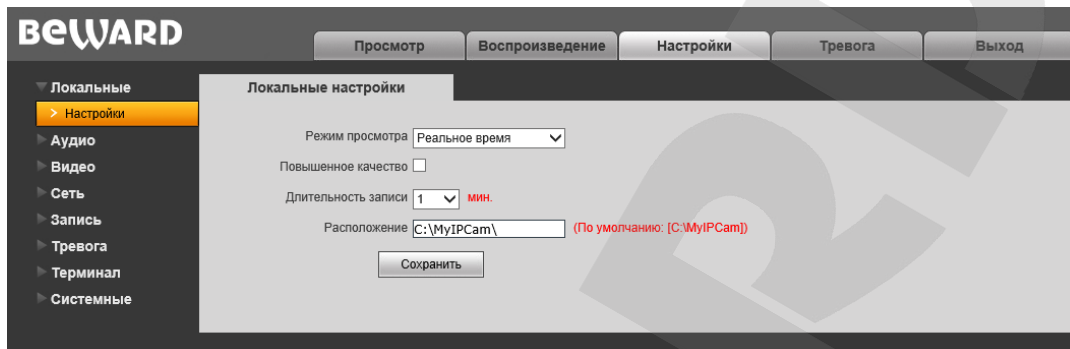 BEWARD
Просмотр Воспроизведение Настройки Тревога Выход
Локальные
> Настройки
Аудио
Видео
Сеть
Запись
Тревога
Терминал
Системные
Локальные настройки
Режим просмотра Реальное время
Повышенное качество
Длительность записи 1 мин.
Расположение C:\MyIPCam\ (По умолчанию: [C:\MyIPCam])
Сохранить